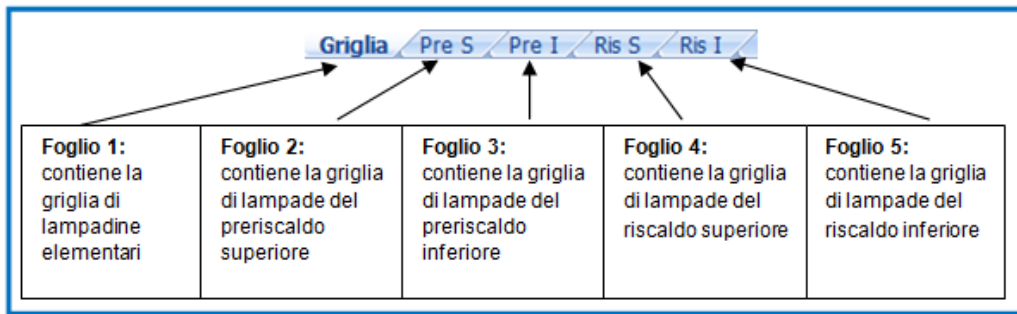 Griglia Pre S Pre I Ris S Ris I
Foglio 1:
contiene la
griglia di
lampadine
elementari
Foglio 2:
contiene la griglia
di lampade del
preriscaldo
superiore
Foglio 3:
contiene la griglia
di lampade del
preriscaldo
inferiore
Foglio 4:
contiene la griglia
di lampade del
riscaldo superiore
Foglio 5:
contiene la griglia
di lampade del
riscaldo inferiore